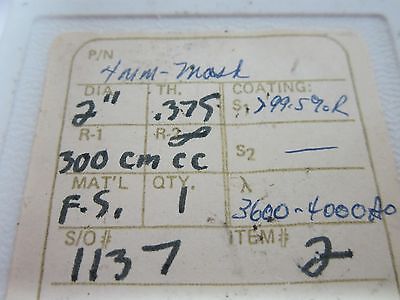 P/N
4mm-Mask
DIA. TH. COATING:
2" .375 S1 >99.5%R
R-1 R-2 ∞
300 cm CC S2 —
MAT'L QTY. λ
F.S. 1 3600-4000Å
S/O# ITEM#
1137 2